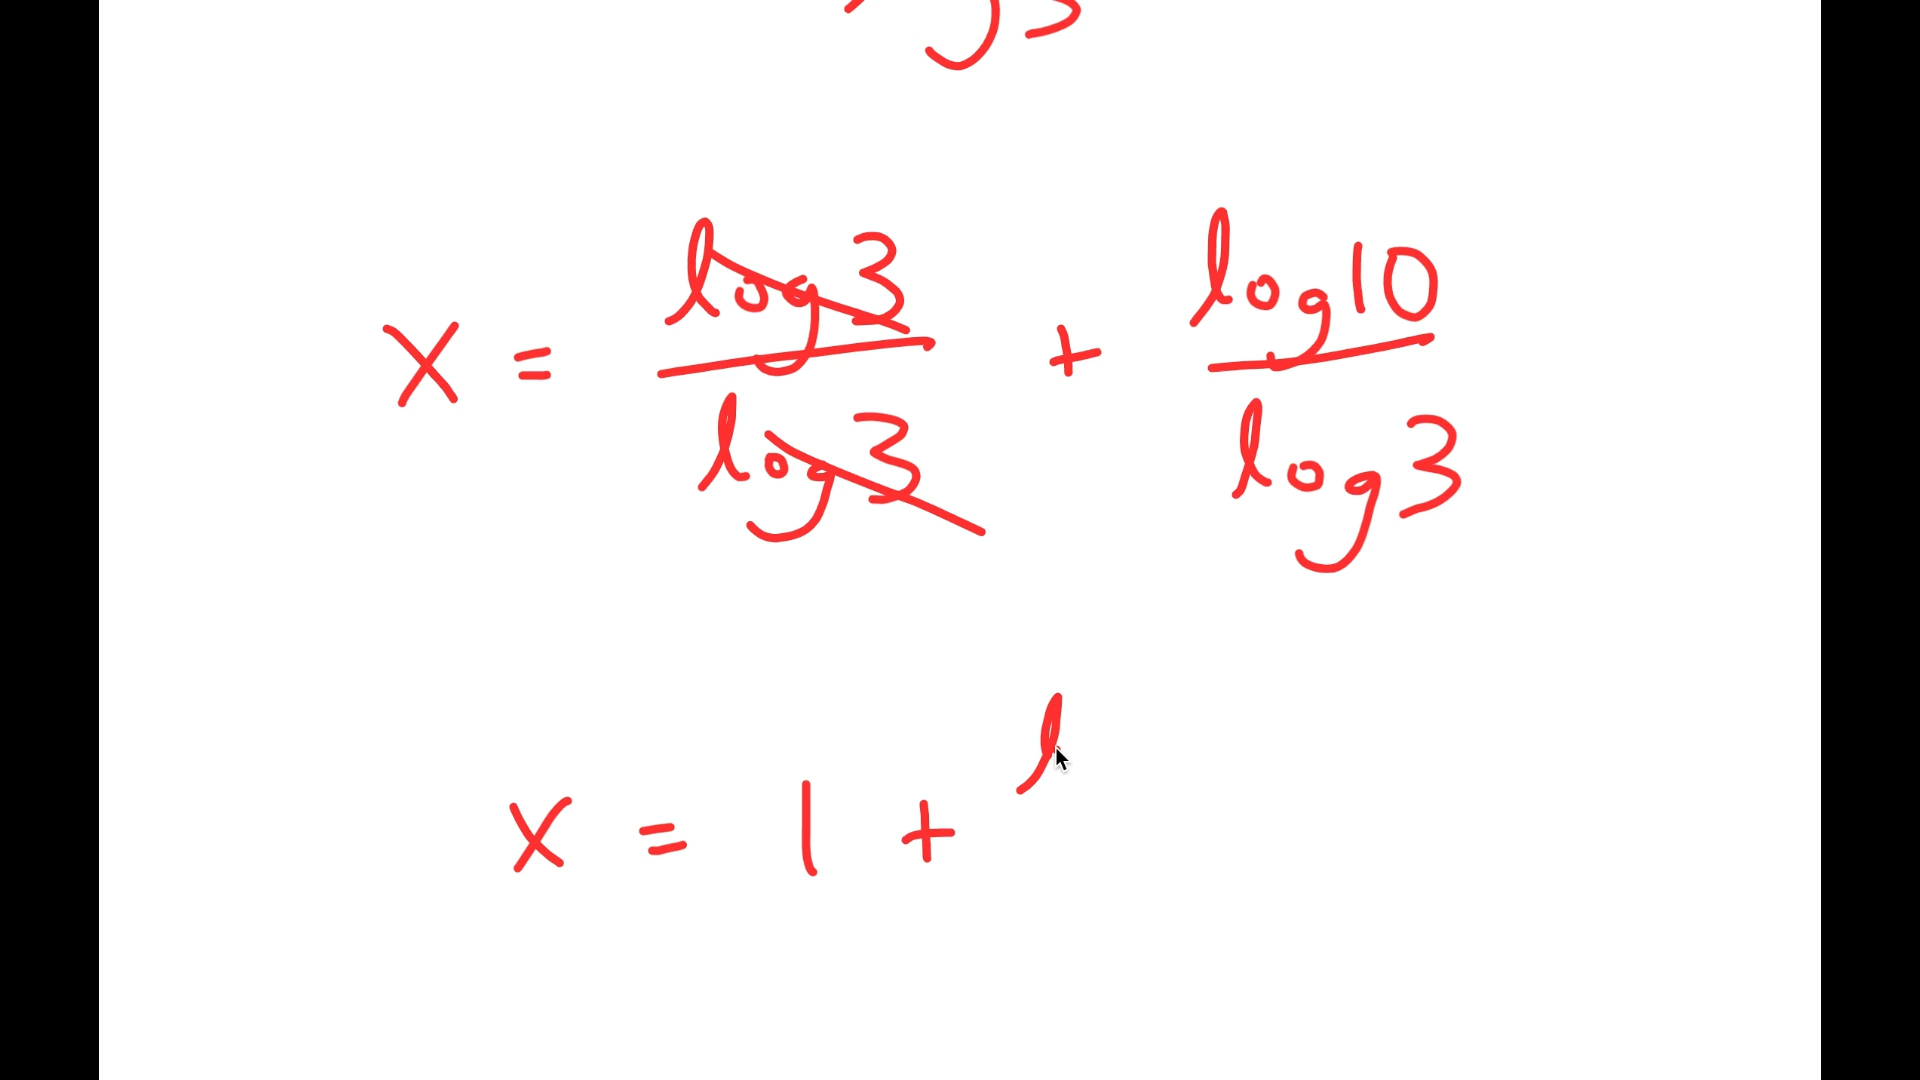 x = log3/log3 + log10/log3
x = 1 + l